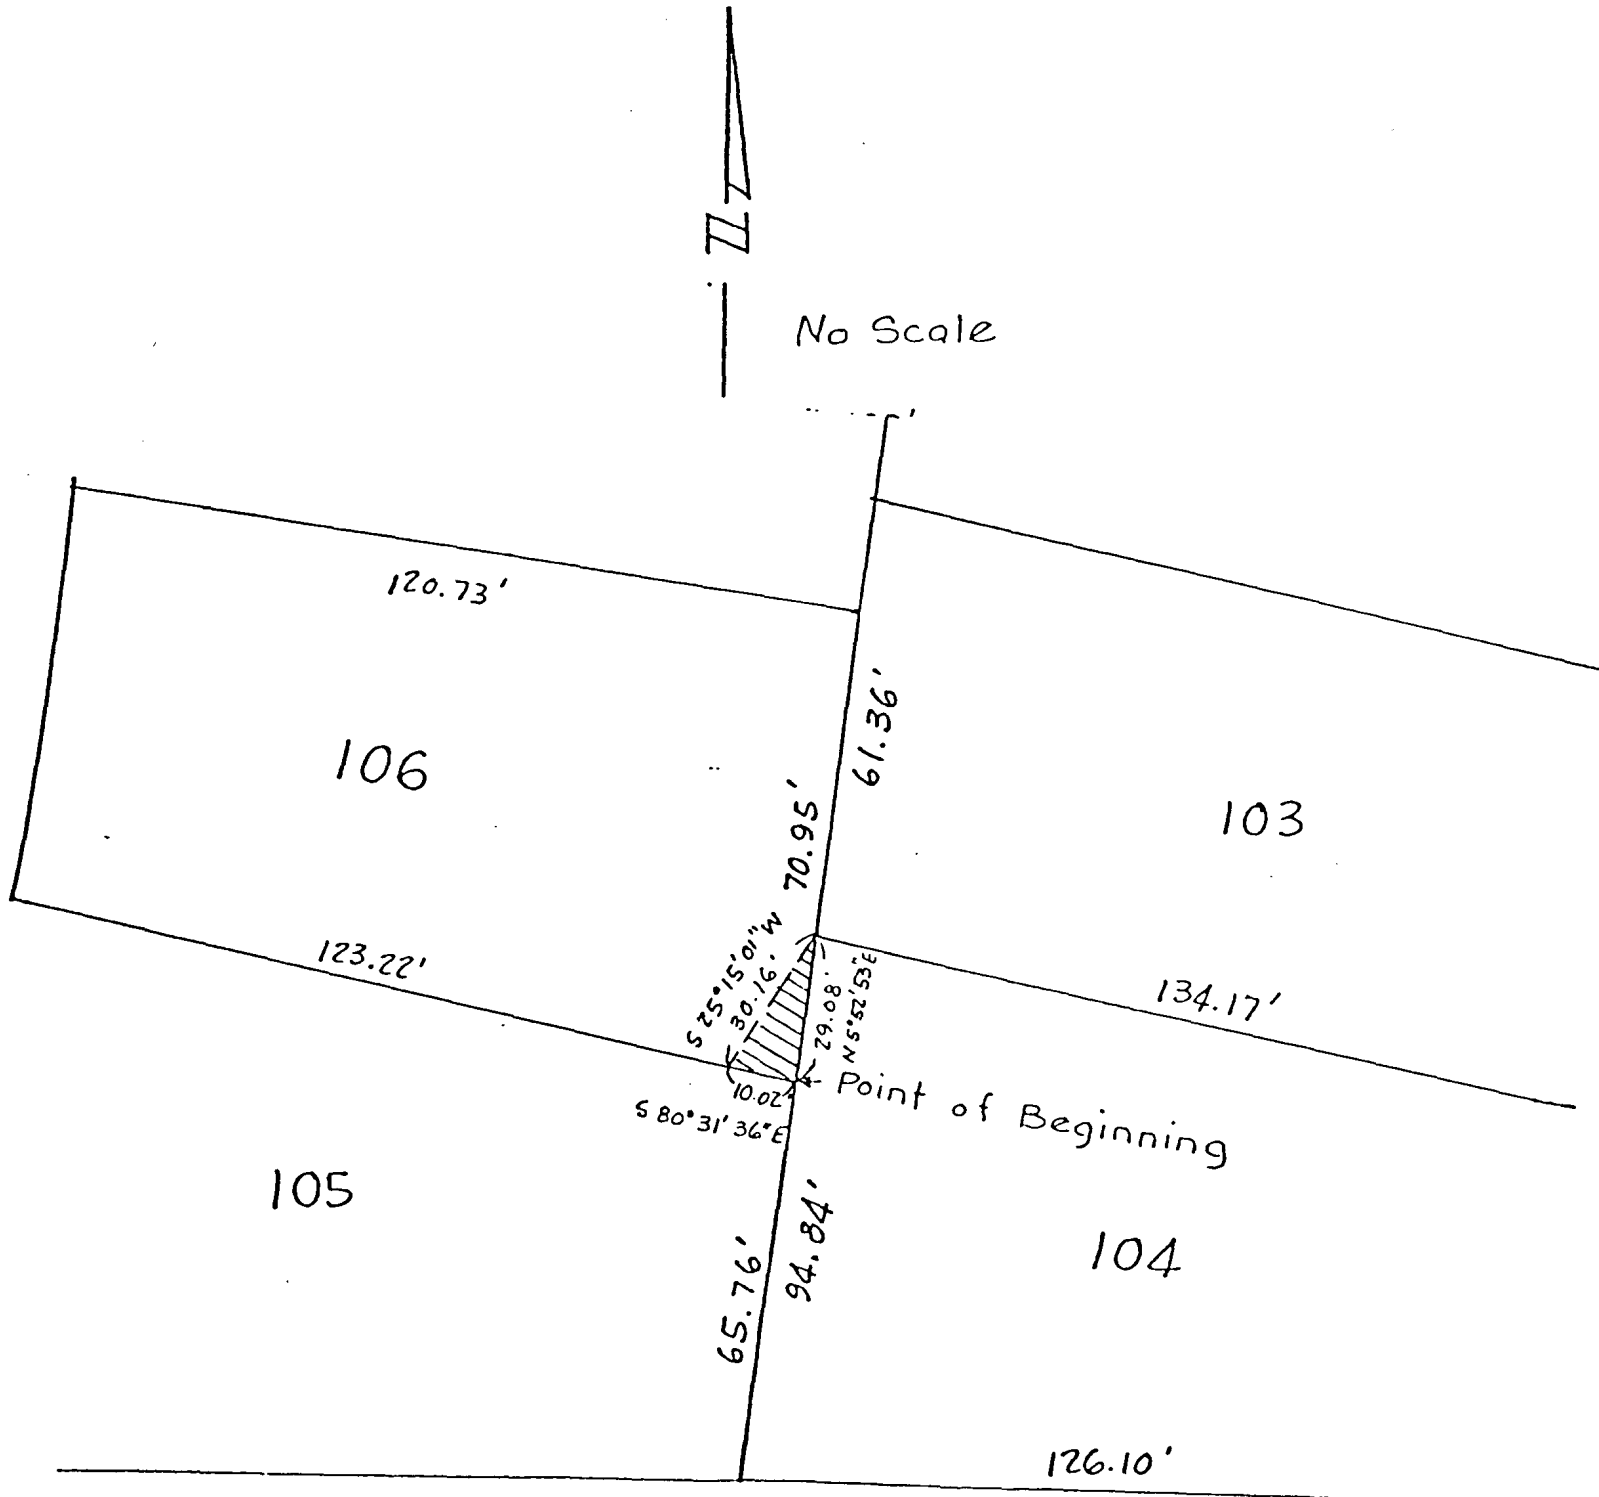 N
No Scale
120.73'
61.36'
106
103
70.95'
S 25°15'01" W
30.16'
123.22'
29.08'
N 5°52'53" E
134.17'
10.02'
Point of Beginning
S 80°31'36" E
105
94.84'
65.76'
104
126.10'